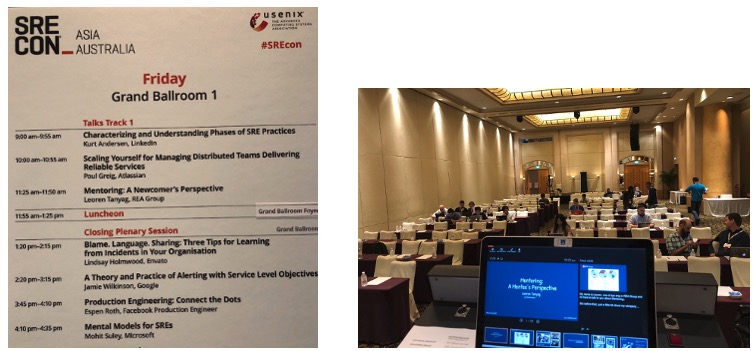 SRE
CON
ASIA
AUSTRALIA
usenix
THE ADVANCED
COMPUTING SYSTEMS
ASSOCIATION
#SREcon
Friday
Grand Ballroom 1
Talks Track 1
9:00 am–9:55 am Characterizing and Understanding Phases of SRE Practices
Kurt Andersen, LinkedIn
10:00 am–10:55 am Scaling Yourself for Managing Distributed Teams Delivering
Reliable Services
Paul Greig, Atlassian
11:25 am–11:50 am Mentoring: A Newcomer's Perspective
Leoren Tanyag, REA Group
11:55 am–1:25 pm Luncheon Grand Ballroom Foye
Closing Plenary Session Grand Ballroom
1:20 pm–2:15 pm Blame. Language. Sharing: Three Tips for Learning
from Incidents in Your Organisation
Lindsay Holmwood, Envato
2:20 pm–3:15 pm A Theory and Practice of Alerting with Service Level Objectives
Jamie Wilkinson, Google
3:45 pm–4:10 pm Production Engineering: Connect the Dots
Espen Roth, Facebook Production Engineer
4:10 pm–4:35 pm Mental Models for SREs
Mohit Suley, Microsoft
Mentoring:
A Mentee's Perspective